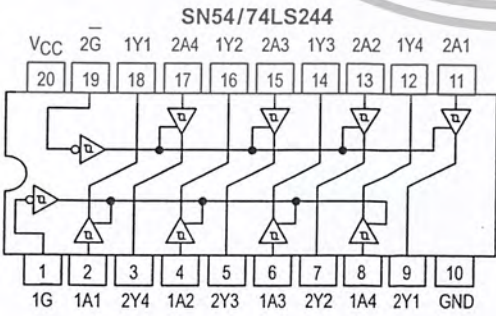 SN54/74LS244
VCC 2G̅ 1Y1 2A4 1Y2 2A3 1Y3 2A2 1Y4 2A1
20 19 18 17 16 15 14 13 12 11
1 2 3 4 5 6 7 8 9 10
1G 1A1 2Y4 1A2 2Y3 1A3 2Y2 1A4 2Y1 GND